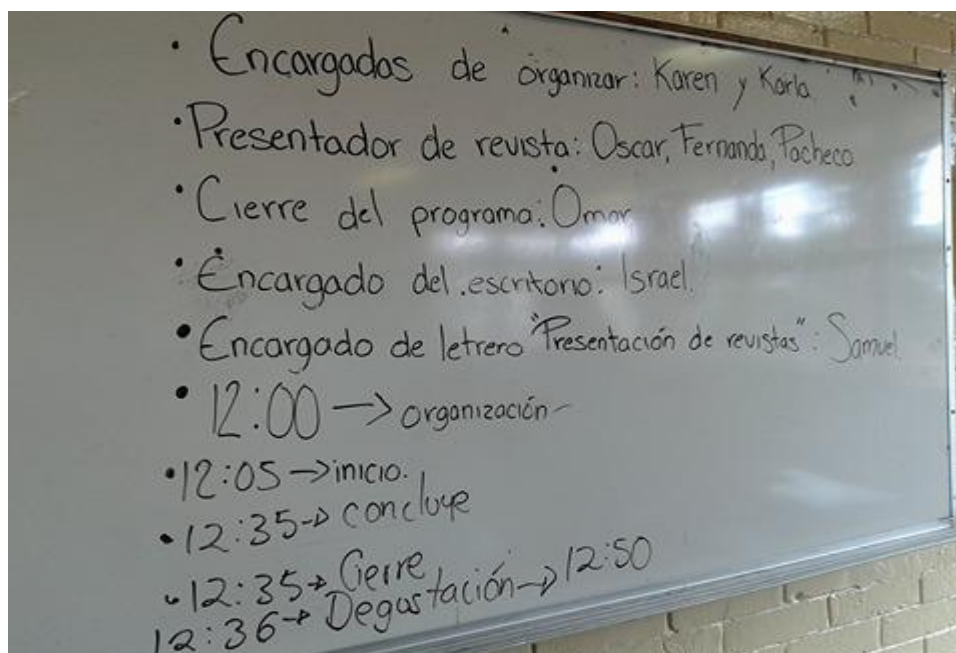 · Encargados de organizar: Karen y Karla
· Presentador de revista: Oscar, Fernanda, Pacheco
· Cierre del programa: Omar
· Encargado del escritorio: Israel.
· Encargado de letrero "Presentación de revistas": Samuel.
· 12:00 → organización
· 12:05 → inicio.
· 12:35 → concluye
· 12:35 → Cierre
12:36 → Degustación → 12:50